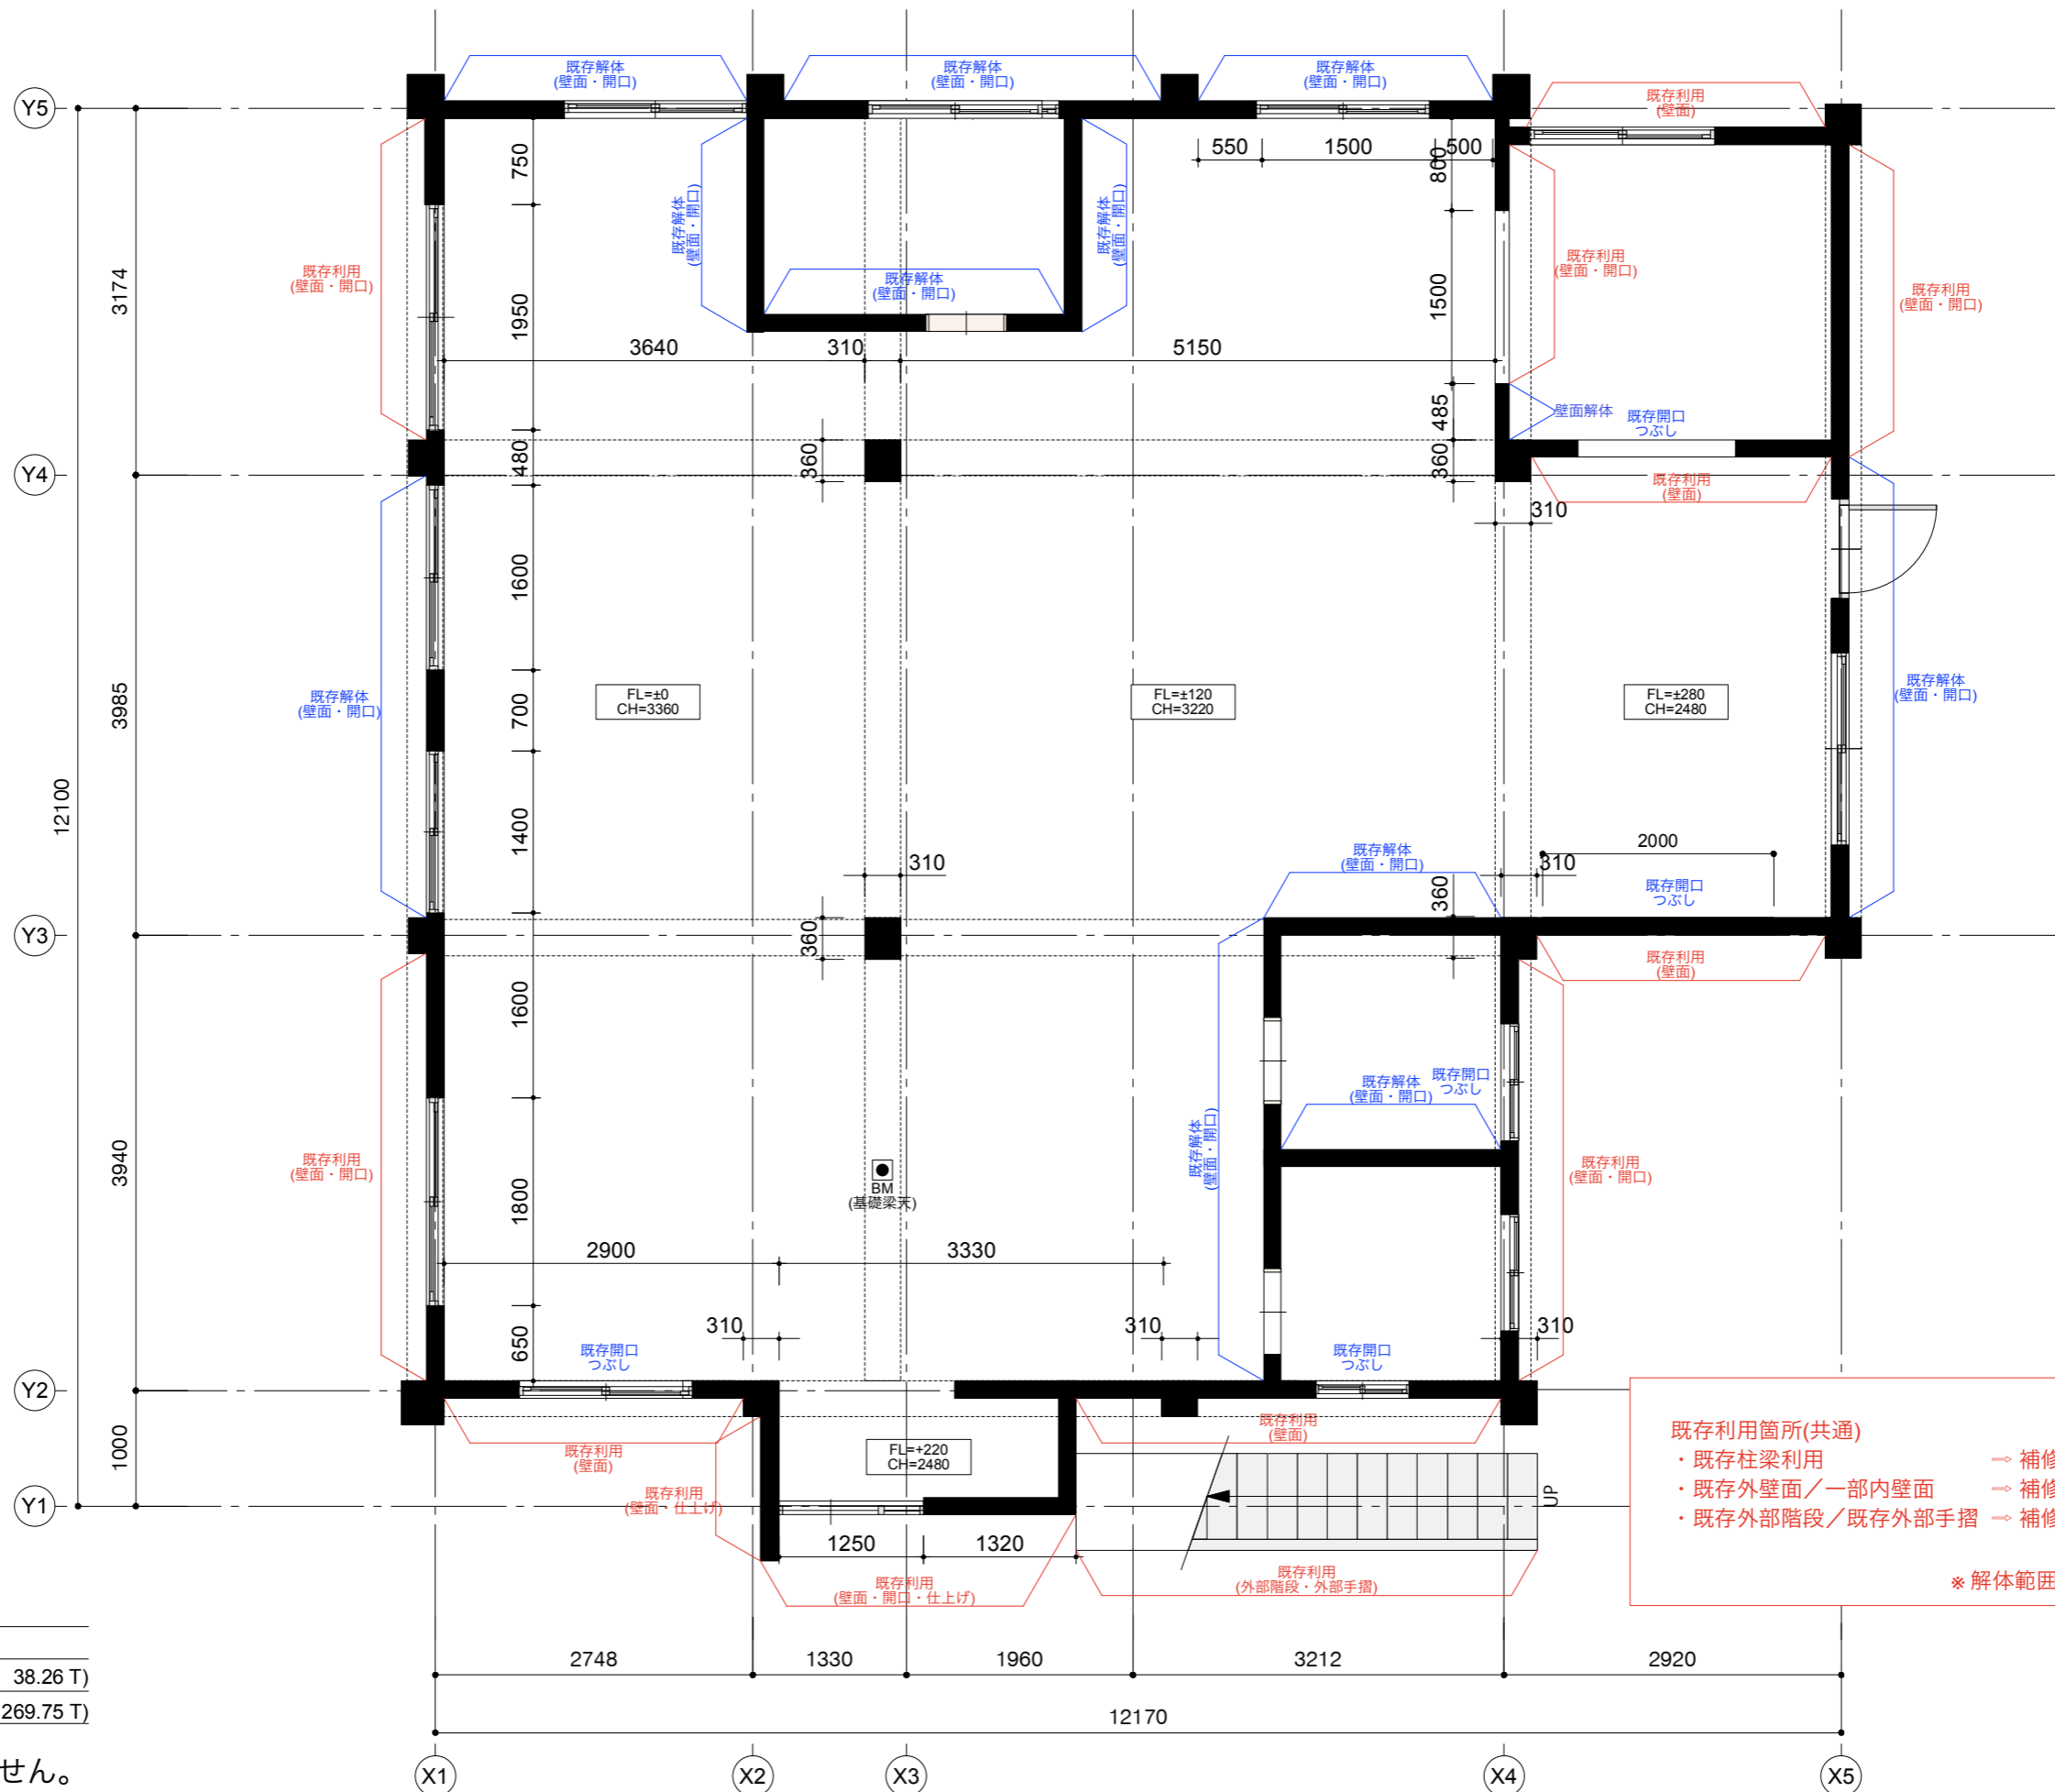 既存解体
(壁面・開口)
既存解体
(壁面・開口)
既存解体
(壁面・開口)
既存利用
(壁面)
Y5
550
1500
500
750
800
既存解体
(壁面・開口)
既存解体
(壁面・開口)
既存利用
(壁面・開口)
既存解体
(壁面・開口)
既存利用
(壁面・開口)
既存利用
(壁面・開口)
3174
1950
1500
3640
310
5150
485
壁面解体
既存開口
つぶし
480
360
360
Y4
既存利用
(壁面)
310
1600
3985
700
既存解体
(壁面・開口)
FL=±0
CH=3360
FL=±120
CH=3220
FL=±280
CH=2480
既存解体
(壁面・開口)
12100
1400
310
既存解体
(壁面・開口)
2000
310
360
既存開口
つぶし
Y3
360
既存利用
(壁面)
1600
既存解体
(壁面・開口)
既存開口
つぶし
3940
既存利用
(壁面・開口)
既存解体
(壁面・開口)
既存利用
(壁面・開口)
BM
(基礎梁天)
1800
2900
3330
310
310
310
650
既存開口
つぶし
既存開口
つぶし
Y2
1000
既存利用
(壁面)
FL=+220
CH=2480
既存利用
(壁面)
既存利用
(壁面・仕上げ)
UP
Y1
1250
1320
既存利用
(壁面・開口・仕上げ)
既存利用
(外部階段・外部手摺)
既存利用箇所(共通)
・既存柱梁利用 ⇒ 補修
・既存外壁面／一部内壁面 ⇒ 補修
・既存外部階段／既存外部手摺 ⇒ 補修
※解体範囲
2748
1330
1960
3212
2920
38.26 T)
269.75 T)
12170
せん。
X1
X2
X3
X4
X5